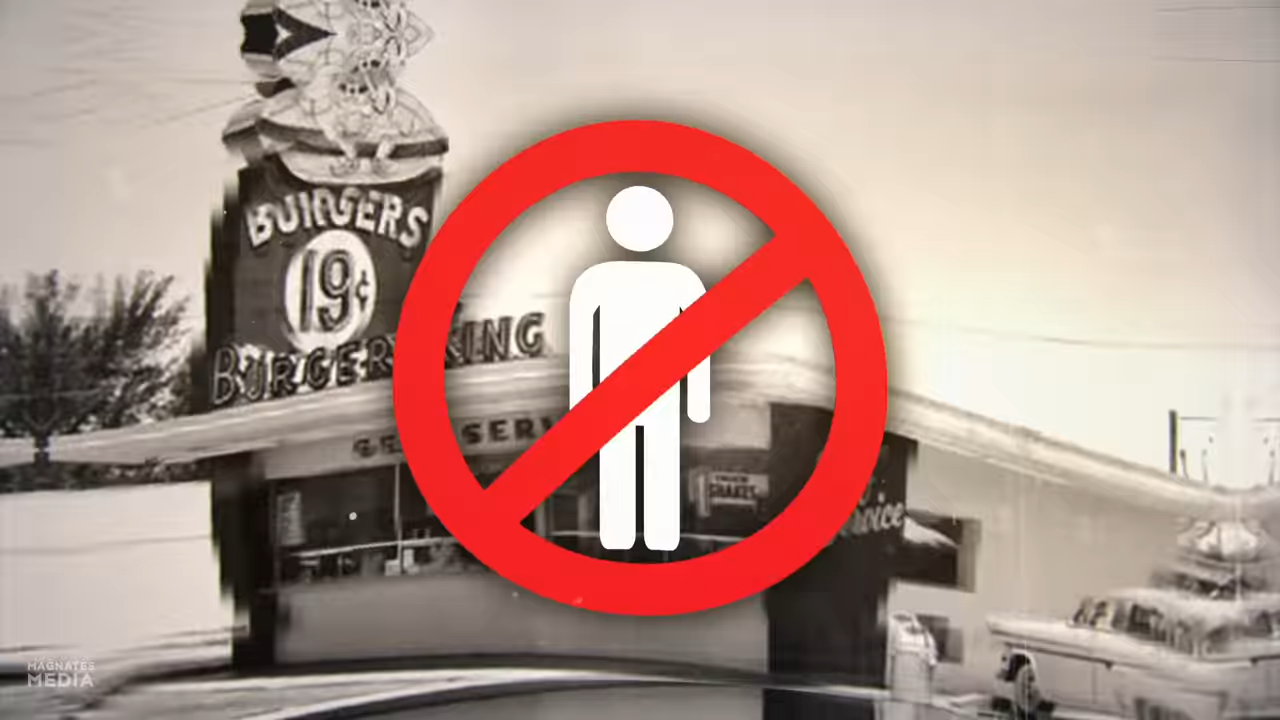 BURGERS
19¢
BURGER KING
SHAKES
MAGNATES
MEDIA